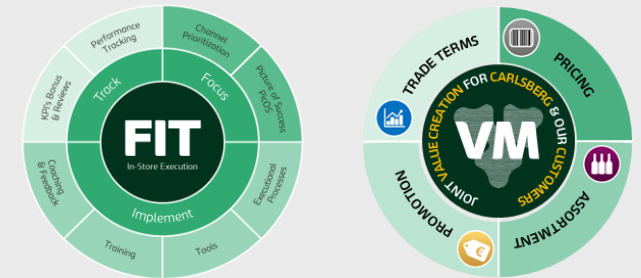 Performance
Tracking
Channel
Prioritization
Picture of Success
PicOS
Executional
Processes
Tools
Training
Coaching
& Feedback
KPI's Bonus
& Reviews
Track
Focus
Implement
FIT
In-Store Execution
TRADE TERMS
PRICING
ASSORTMENT
PROMOTION
JOINT VALUE CREATION FOR CARLSBERG & OUR CUSTOMERS
VM
€